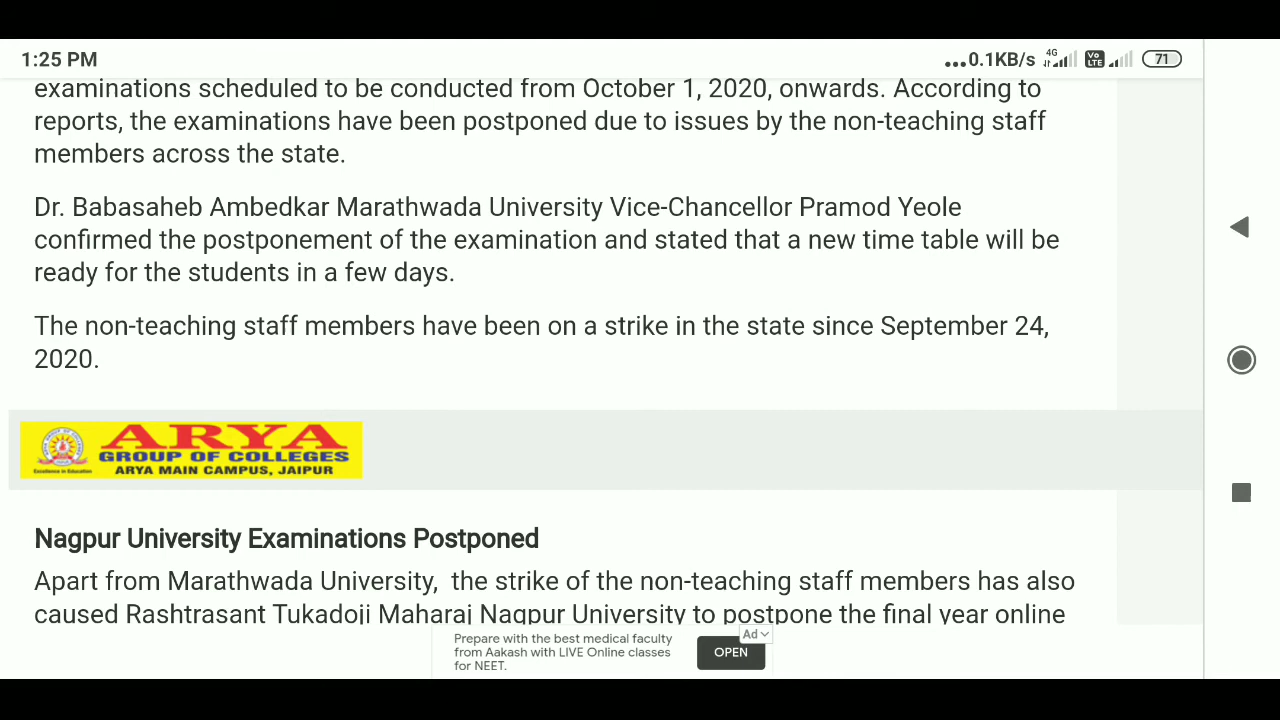 1:25 PM
...0.1KB/s 4G Vo LTE 71
examinations scheduled to be conducted from October 1, 2020, onwards. According to
reports, the examinations have been postponed due to issues by the non-teaching staff
members across the state.
Dr. Babasaheb Ambedkar Marathwada University Vice-Chancellor Pramod Yeole
confirmed the postponement of the examination and stated that a new time table will be
ready for the students in a few days.
The non-teaching staff members have been on a strike in the state since September 24,
2020.
ARYA
GROUP OF COLLEGES
Excellence in Education
ARYA MAIN CAMPUS, JAIPUR
Nagpur University Examinations Postponed
Apart from Marathwada University,  the strike of the non-teaching staff members has also
caused Rashtrasant Tukadoji Maharaj Nagpur University to postpone the final year online
Ad
Prepare with the best medical faculty
from Aakash with LIVE Online classes
for NEET.
OPEN